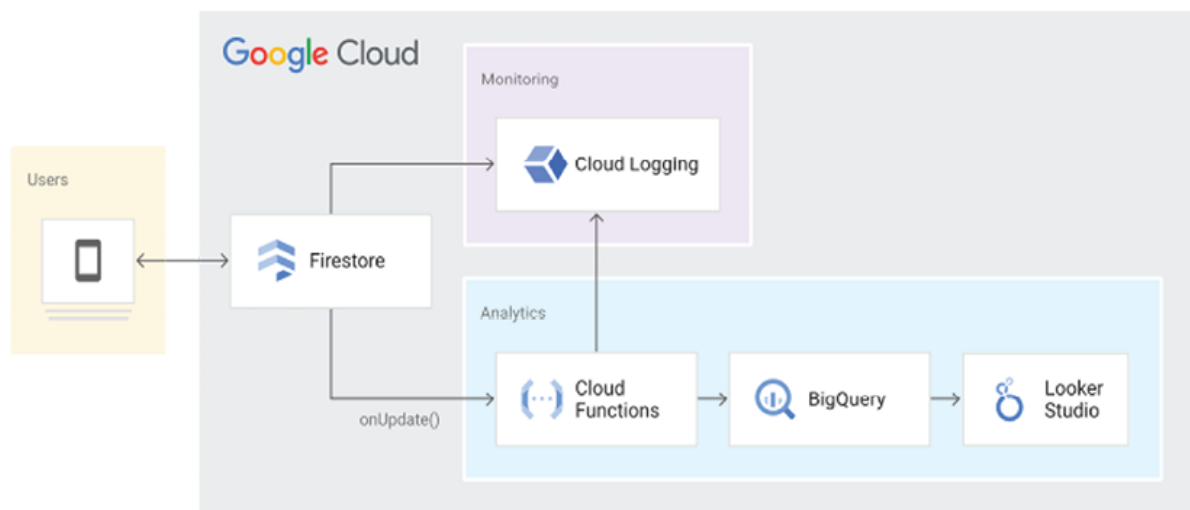 Google Cloud
Monitoring
Cloud Logging
Users
Firestore
Analytics
Cloud
Functions
BigQuery
Looker
Studio
onUpdate()